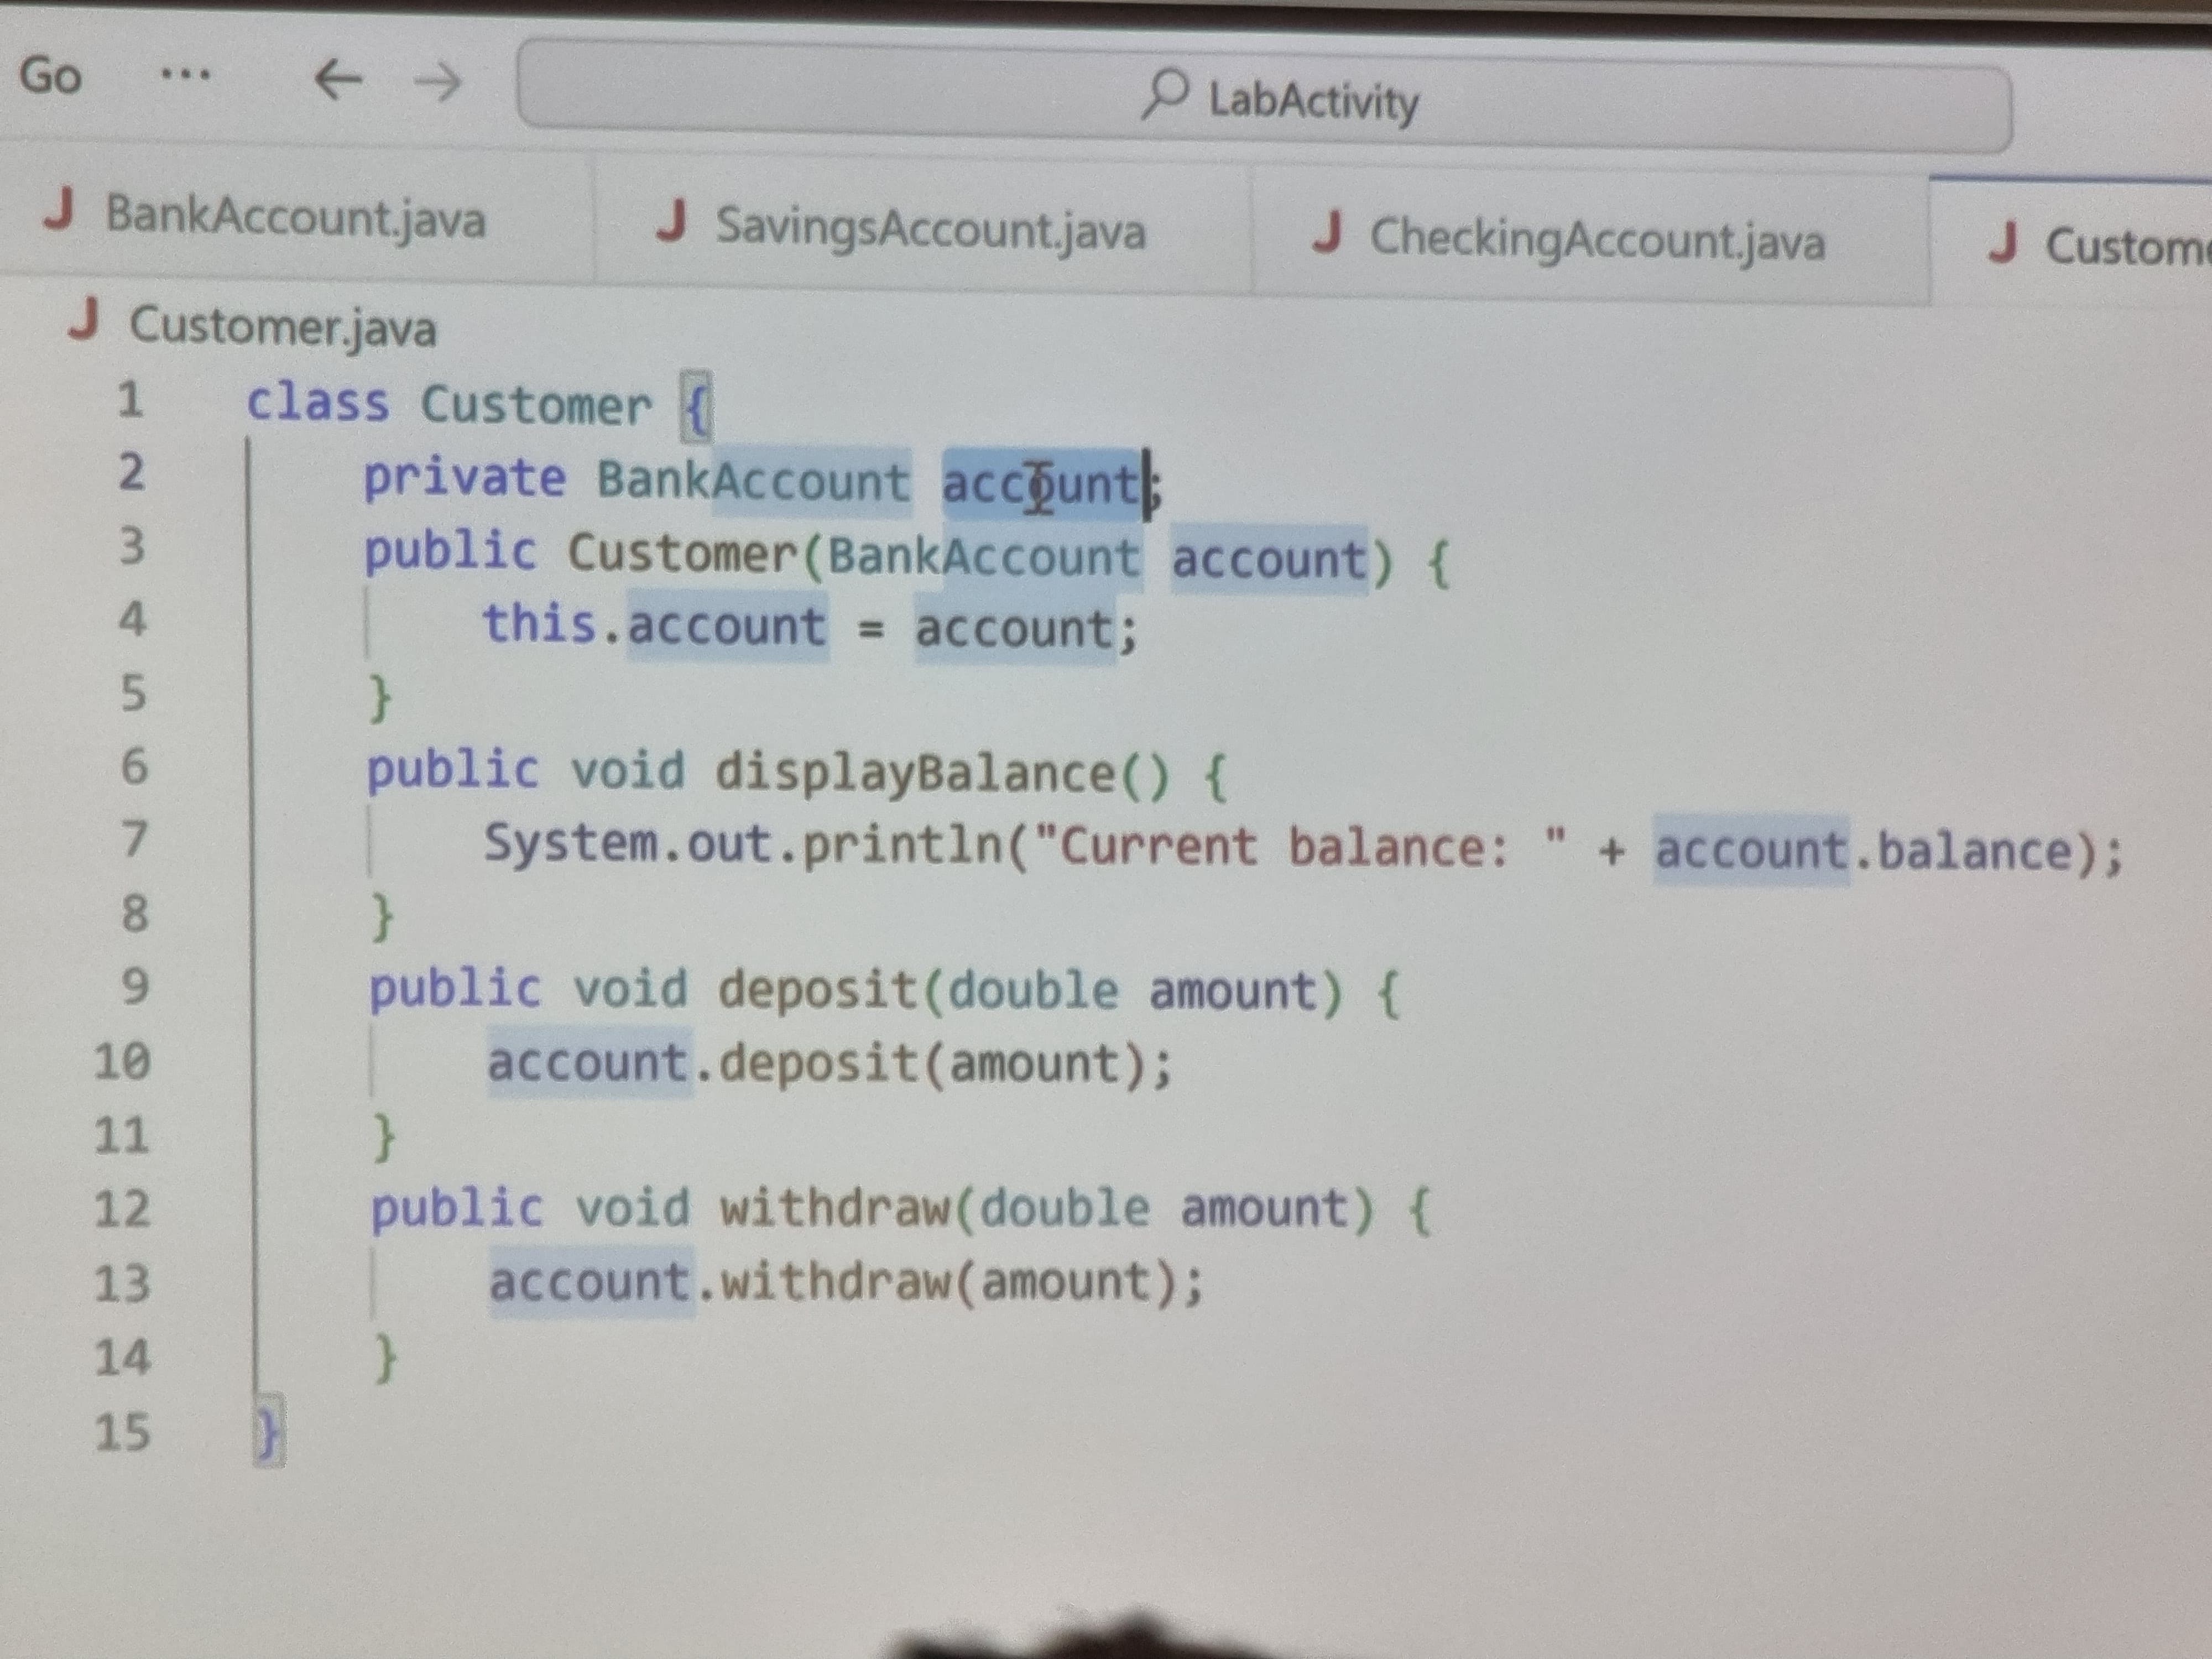 Go ··· ← → LabActivity
J BankAccount.java J SavingsAccount.java J CheckingAccount.java J
J Customer.java
1 class Customer {
2     private BankAccount account;
3     public Customer(BankAccount account) {
4         this.account = account;
5     }
6     public void displayBalance() {
7         System.out.println("Current balance: " + account.balance);
8     }
9     public void deposit(double amount) {
10         account.deposit(amount);
11     }
12     public void withdraw(double amount) {
13         account.withdraw(amount);
14     }
15 }